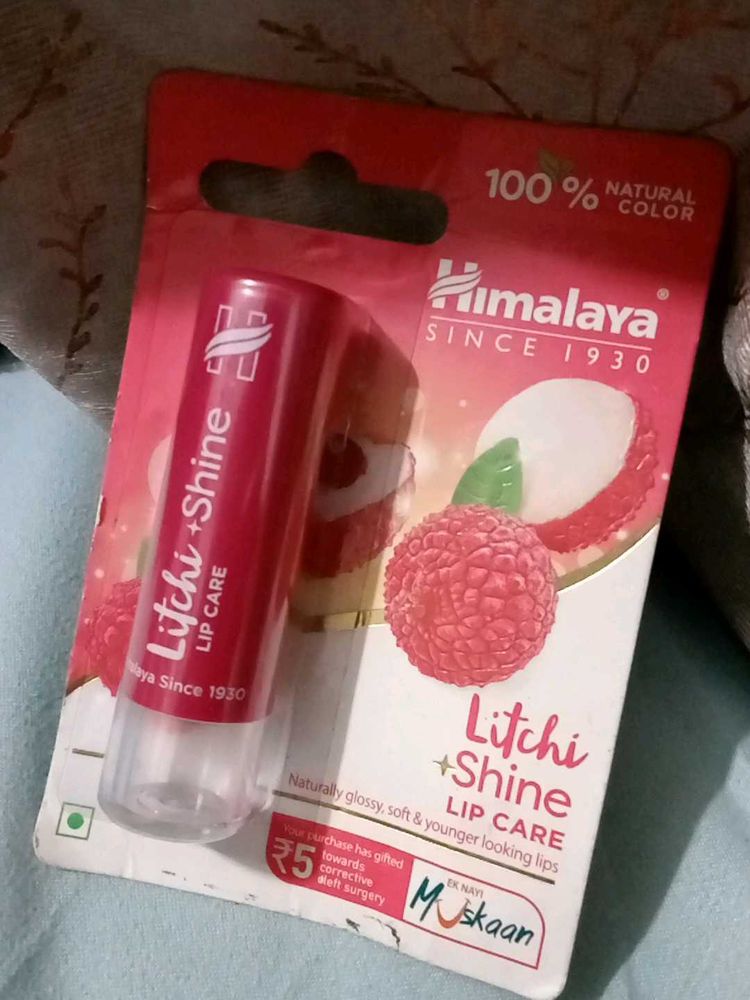 100% NATURAL
COLOR
Himalaya®
SINCE 1930
Litchi
Shine
LIP CARE
Naturally glossy, soft & younger looking lips
Your purchase has gifted
₹5 towards
corrective
cleft surgery
EK NAYI
Muskaan
H
Litchi Shine
LIP CARE
Since 1930